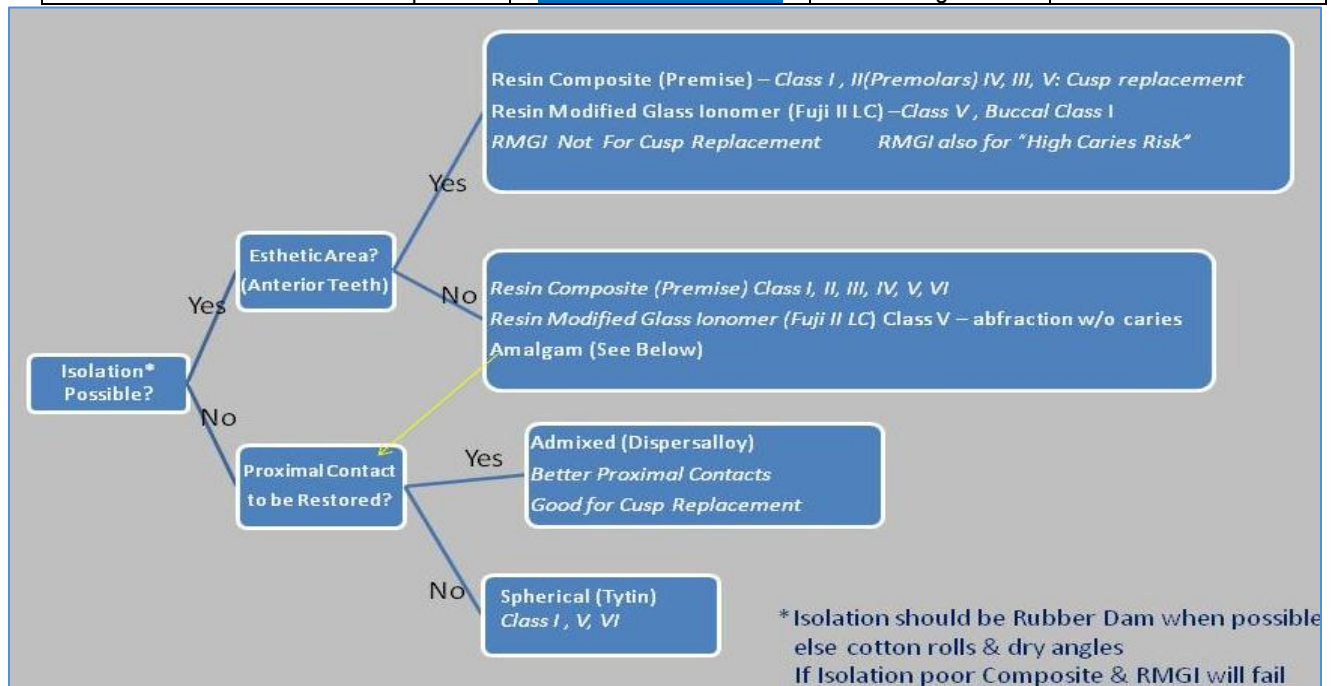 Resin Composite (Premise) – Class I , II(Premolars) IV, III, V: Cusp replacement
Resin Modified Glass Ionomer (Fuji II LC) –Class V , Buccal Class I
RMGI Not For Cusp Replacement RMGI also for “High Caries Risk”
Yes
Esthetic Area?
(Anterior Teeth)
Yes
No
Resin Composite (Premise) Class I, II, III, IV, V, VI
Resin Modified Glass Ionomer (Fuji II LC) Class V – abfraction w/o caries
Amalgam (See Below)
Isolation*
Possible?
No
Proximal Contact
to be Restored?
Yes
Admixed (Dispersalloy)
Better Proximal Contacts
Good for Cusp Replacement
No
Spherical (Tytin)
Class I , V, VI
*Isolation should be Rubber Dam when possible
else cotton rolls & dry angles
If Isolation poor Composite & RMGI will fail